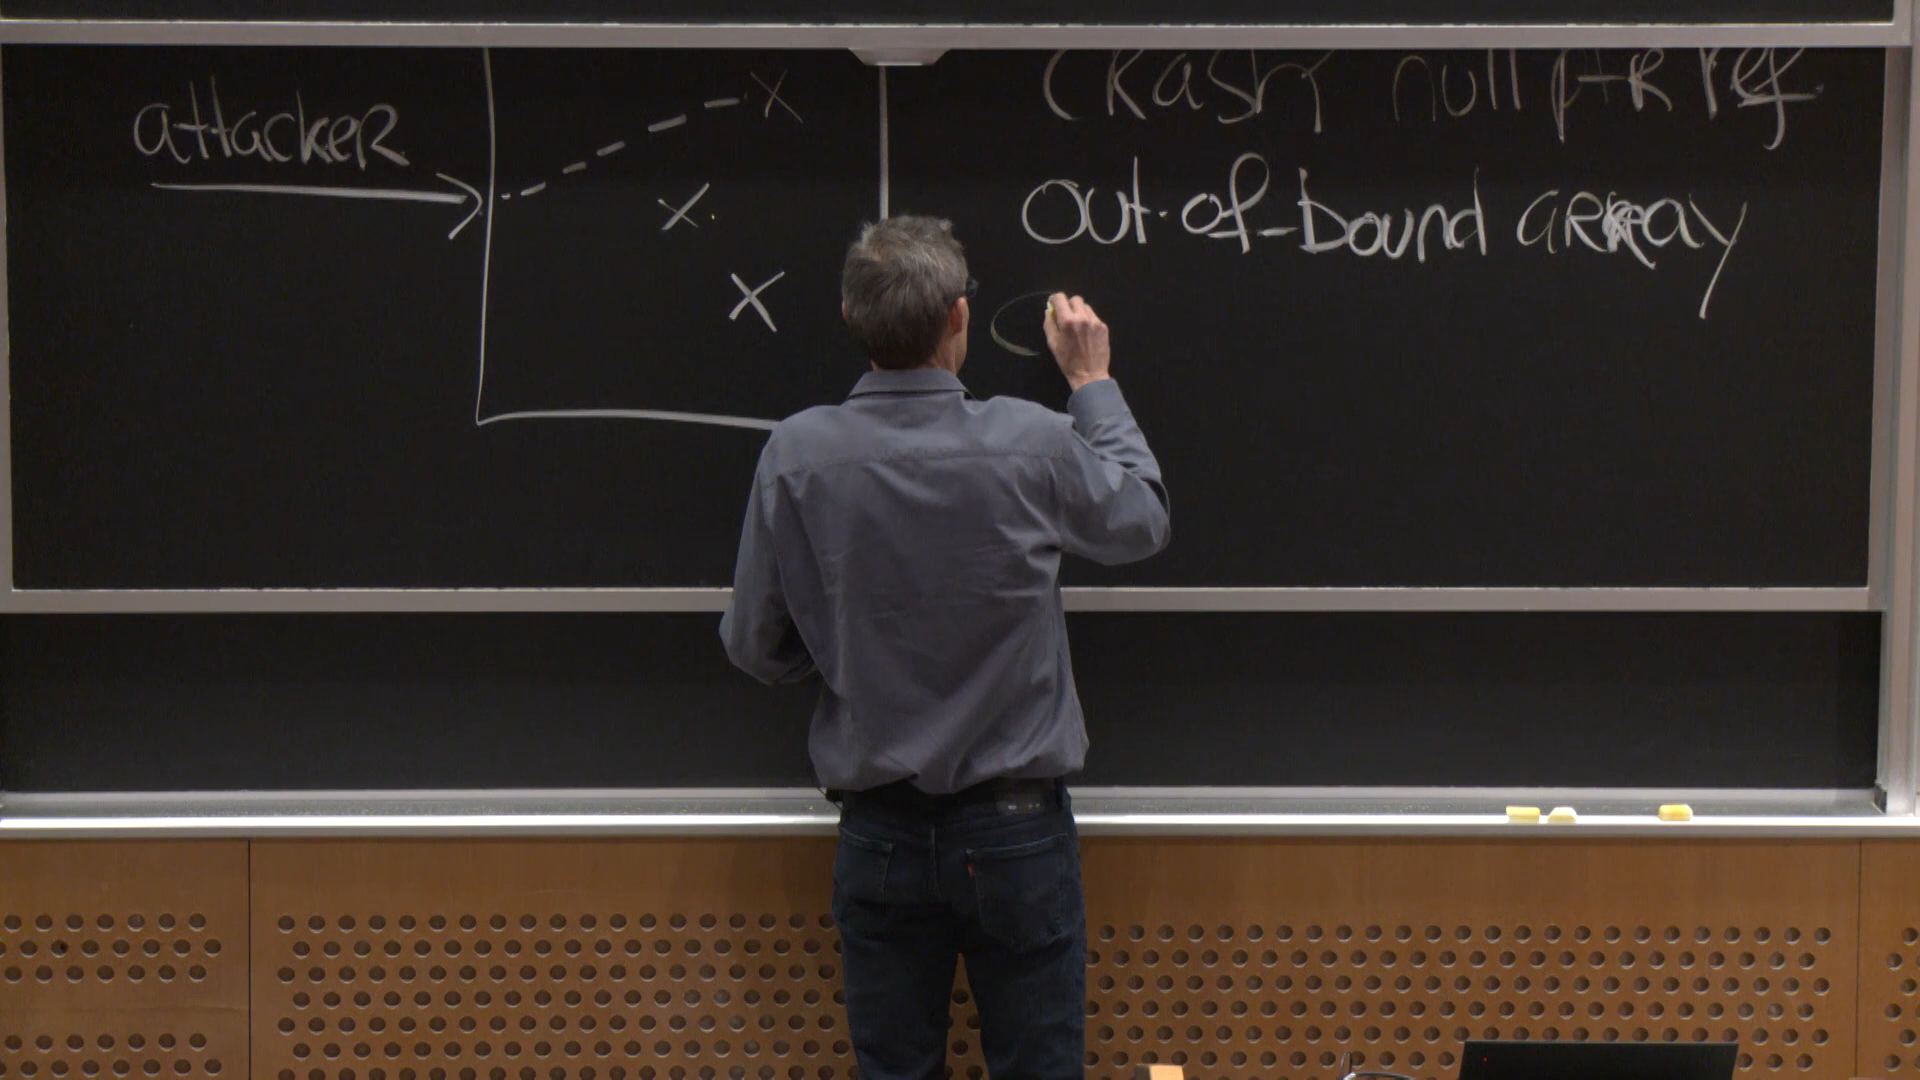 attacker
x
x
x
crash null ptr ref
out-of-bound array